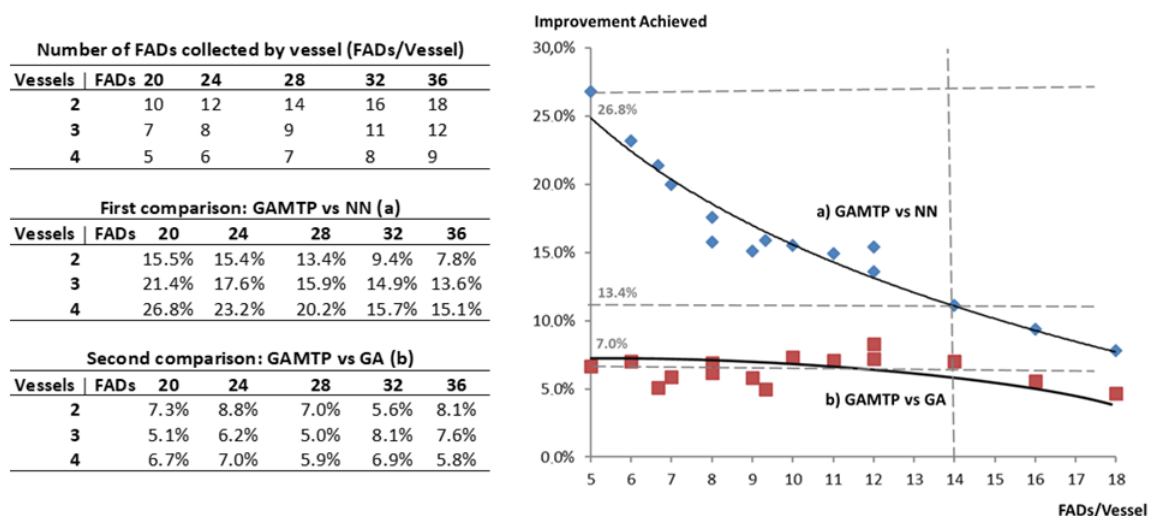 Number of FADs collected by vessel (FADs/Vessel)
Vessels | FADs 20 24 28 32 36
2 10 12 14 16 18
3 7 8 9 11 12
4 5 6 7 8 9
First comparison: GAMTP vs NN (a)
Vessels | FADs 20 24 28 32 36
2 15.5% 15.4% 13.4% 9.4% 7.8%
3 21.4% 17.6% 15.9% 14.9% 13.6%
4 26.8% 23.2% 20.2% 15.7% 15.1%
Second comparison: GAMTP vs GA (b)
Vessels | FADs 20 24 28 32 36
2 7.3% 8.8% 7.0% 5.6% 8.1%
3 5.1% 6.2% 5.0% 8.1% 7.6%
4 6.7% 7.0% 5.9% 6.9% 5.8%
Improvement Achieved
30,0%
25.0%
20.0%
15.0%
10.0%
5.0%
0.0%
26.8%
a) GAMTP vs NN
13.4%
7.0%
b) GAMTP vs GA
5 6 7 8 9 10 11 12 13 14 15 16 17 18
FADs/Vessel